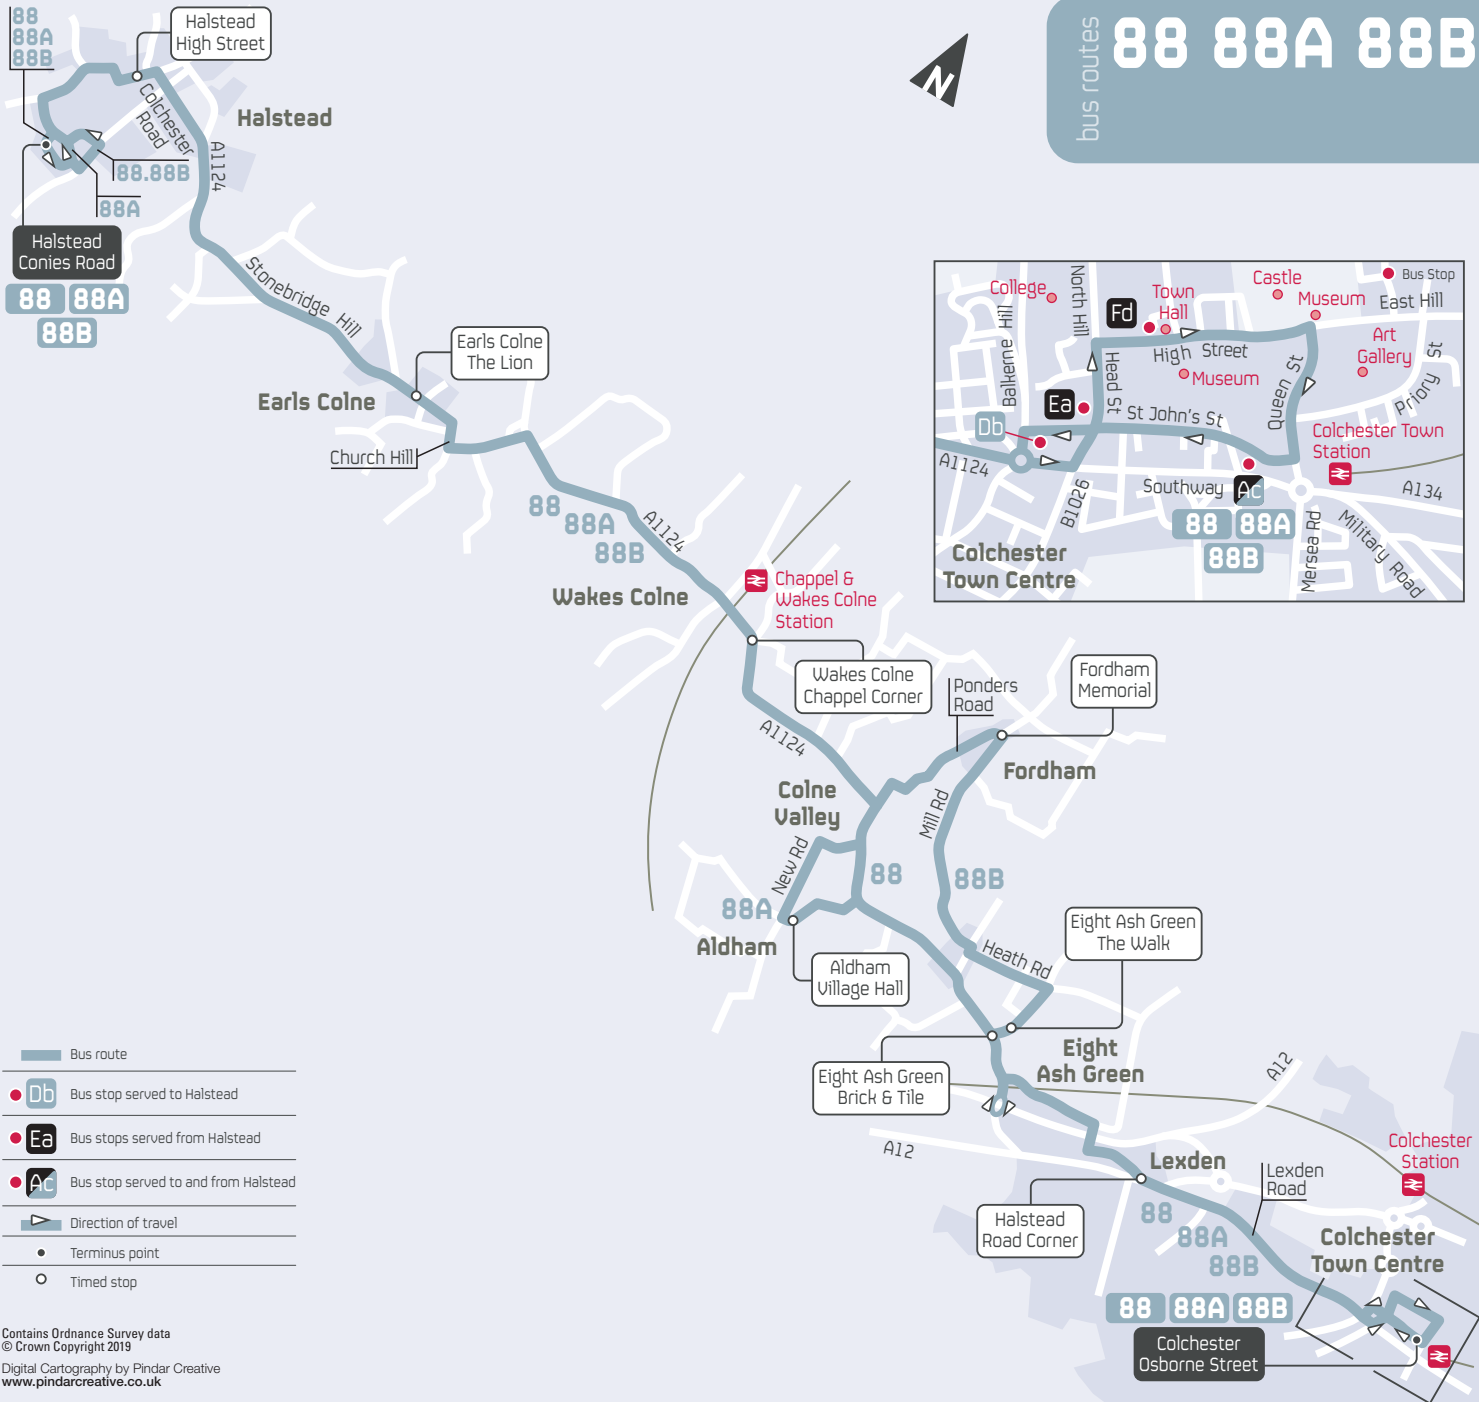 88
88A
88B
Halstead
High Street
N
bus routes
88 88A 88B
Colchester
Road
Halstead
A1124
88.88B
88A
Halstead
Conies Road
88 88A
88B
Stonebridge Hill
Earls Colne
The Lion
Earls Colne
Church Hill
88
88A
88B
A1124
Wakes Colne
Chappel &
Wakes Colne
Station
Wakes Colne
Chappel Corner
A1124
Ponders
Road
Fordham
Memorial
Fordham
Colne
Valley
Mill Rd
New Rd
88
88B
88A
Aldham
Aldham
Village Hall
Heath Rd
Eight Ash Green
The Walk
Eight Ash Green
Brick & Tile
Eight
Ash Green
A12
A12
Lexden
Halstead
Road Corner
Lexden
Road
88
88A
88B
Colchester
Station
Colchester
Town Centre
88 88A 88B
Colchester
Osborne Street
College
North Hill
Balkerne Hill
Fd
Town
Hall
Castle
Museum
Bus Stop
East Hill
High Street
Museum
Head St
Art
Gallery
Queen St
Priory St
Ea
Db
St John's St
Colchester Town
Station
A1124
B1026
Southway
Ac
A134
88 88A
88B
Mersea Rd
Military Road
Colchester
Town Centre
Bus route
Db Bus stop served to Halstead
Ea Bus stops served from Halstead
Ac Bus stop served to and from Halstead
Direction of travel
Terminus point
Timed stop
Contains Ordnance Survey data
© Crown Copyright 2019
Digital Cartography by Pindar Creative
www.pindarcreative.co.uk